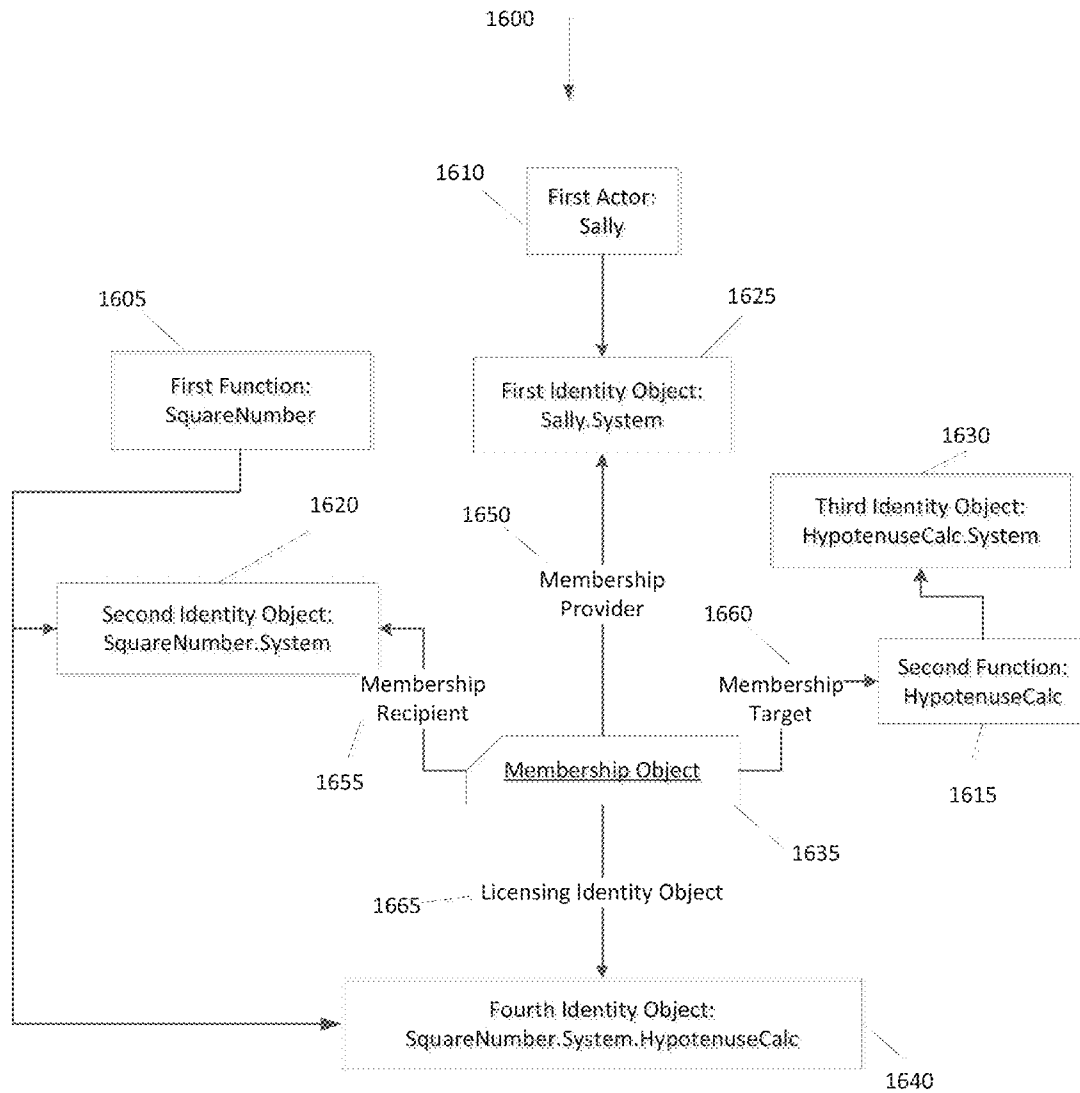 1600
1610
First Actor:
Sally
1605
1625
First Function:
SquareNumber
First Identity Object:
Sally.System
1630
1620
1650
Third Identity Object:
HypotenuseCalc.System
Membership
Provider
Second Identity Object:
SquareNumber.System
1660
Second Function:
HypotenuseCalc
Membership
Recipient
Membership
Target
1655
Membership Object
1615
1635
Licensing Identity Object
1665
Fourth Identity Object:
SquareNumber.System.HypotenuseCalc
1640